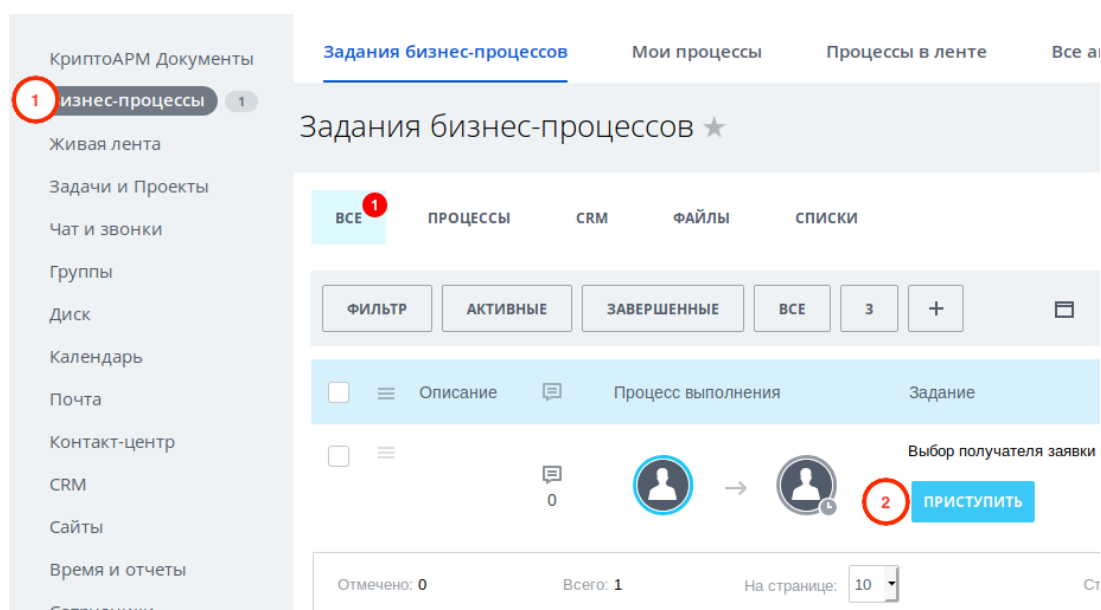 КриптоАРМ Документы
1 изнес-процессы 1
Живая лента
Задачи и Проекты
Чат и звонки
Группы
Диск
Календарь
Почта
Контакт-центр
CRM
Сайты
Время и отчеты
Задания бизнес-процессов Мои процессы Процессы в ленте Все
Задания бизнес-процессов
ВСЕ 1 ПРОЦЕССЫ CRM ФАЙЛЫ СПИСКИ
ФИЛЬТР АКТИВНЫЕ ЗАВЕРШЕННЫЕ ВСЕ 3 +
Описание Процесс выполнения Задание
Выбор получателя заявки
0 2 ПРИСТУПИТЬ
Отмечено: 0 Всего: 1 На странице: 10